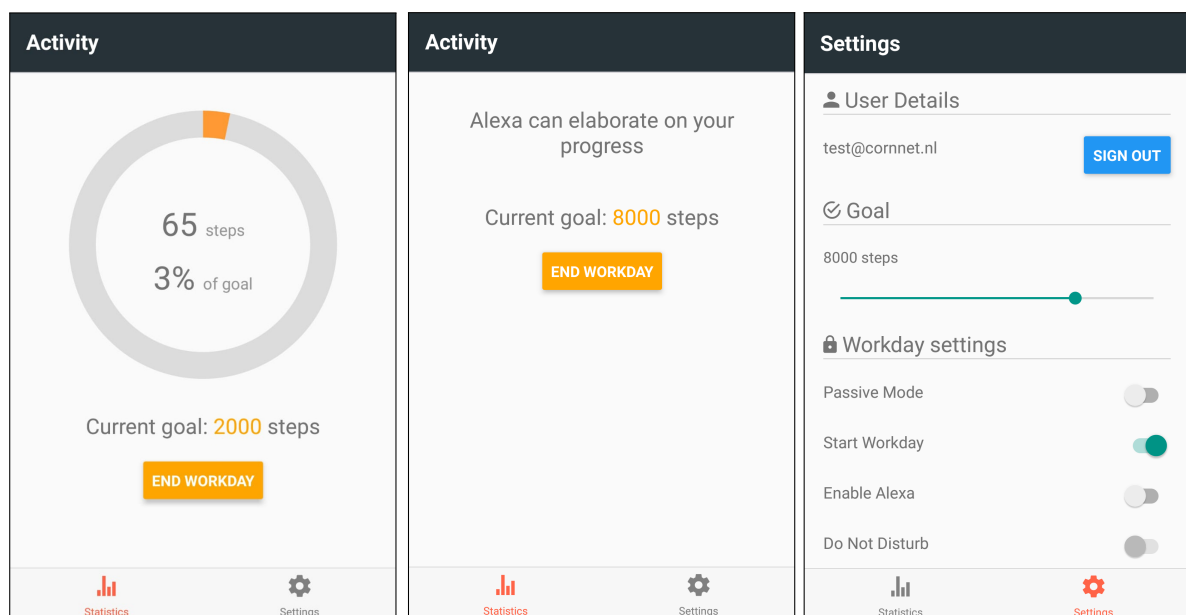 Activity
65 steps
3% of goal
Current goal: 2000 steps
END WORKDAY
Statistics
Settings
Activity
Alexa can elaborate on your
progress
Current goal: 8000 steps
END WORKDAY
Statistics
Settings
Settings
User Details
test@cornnet.nl
SIGN OUT
Goal
8000 steps
Workday settings
Passive Mode
Start Workday
Enable Alexa
Do Not Disturb
Statistics
Settings